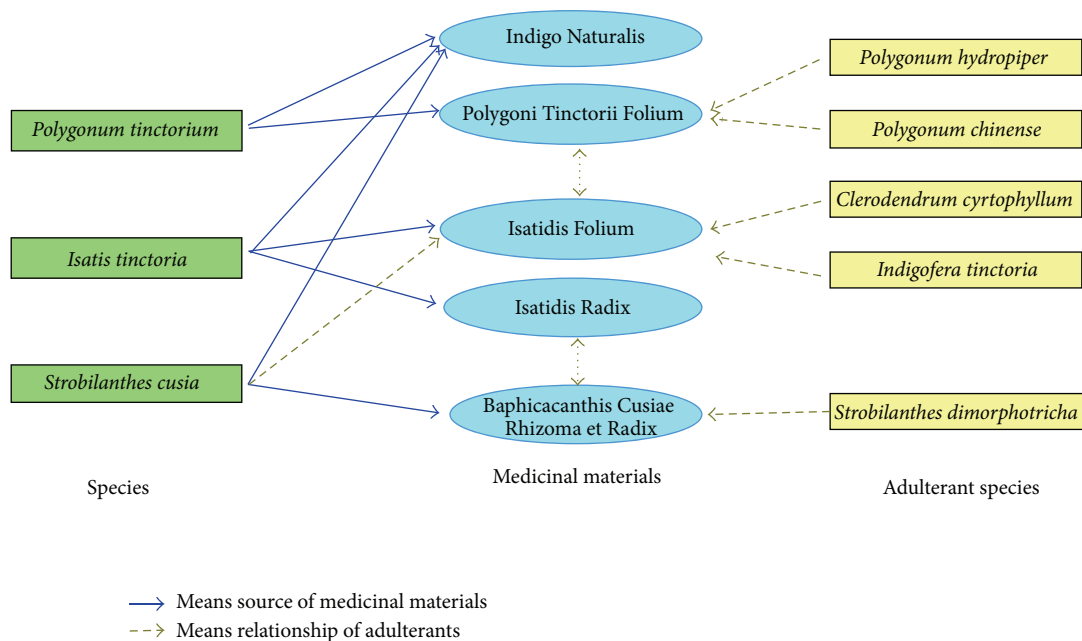 Polygonum tinctorium
Isatis tinctoria
Strobilanthes cusia
Species
Indigo Naturalis
Polygoni Tinctorii Folium
Isatidis Folium
Isatidis Radix
Baphicacanthis Cusiae
Rhizoma et Radix
Medicinal materials
Polygonum hydropiper
Polygonum chinense
Clerodendrum cyrtophyllum
Indigofera tinctoria
Strobilanthes dimorphotricha
Adulterant species
Means source of medicinal materials
Means relationship of adulterants